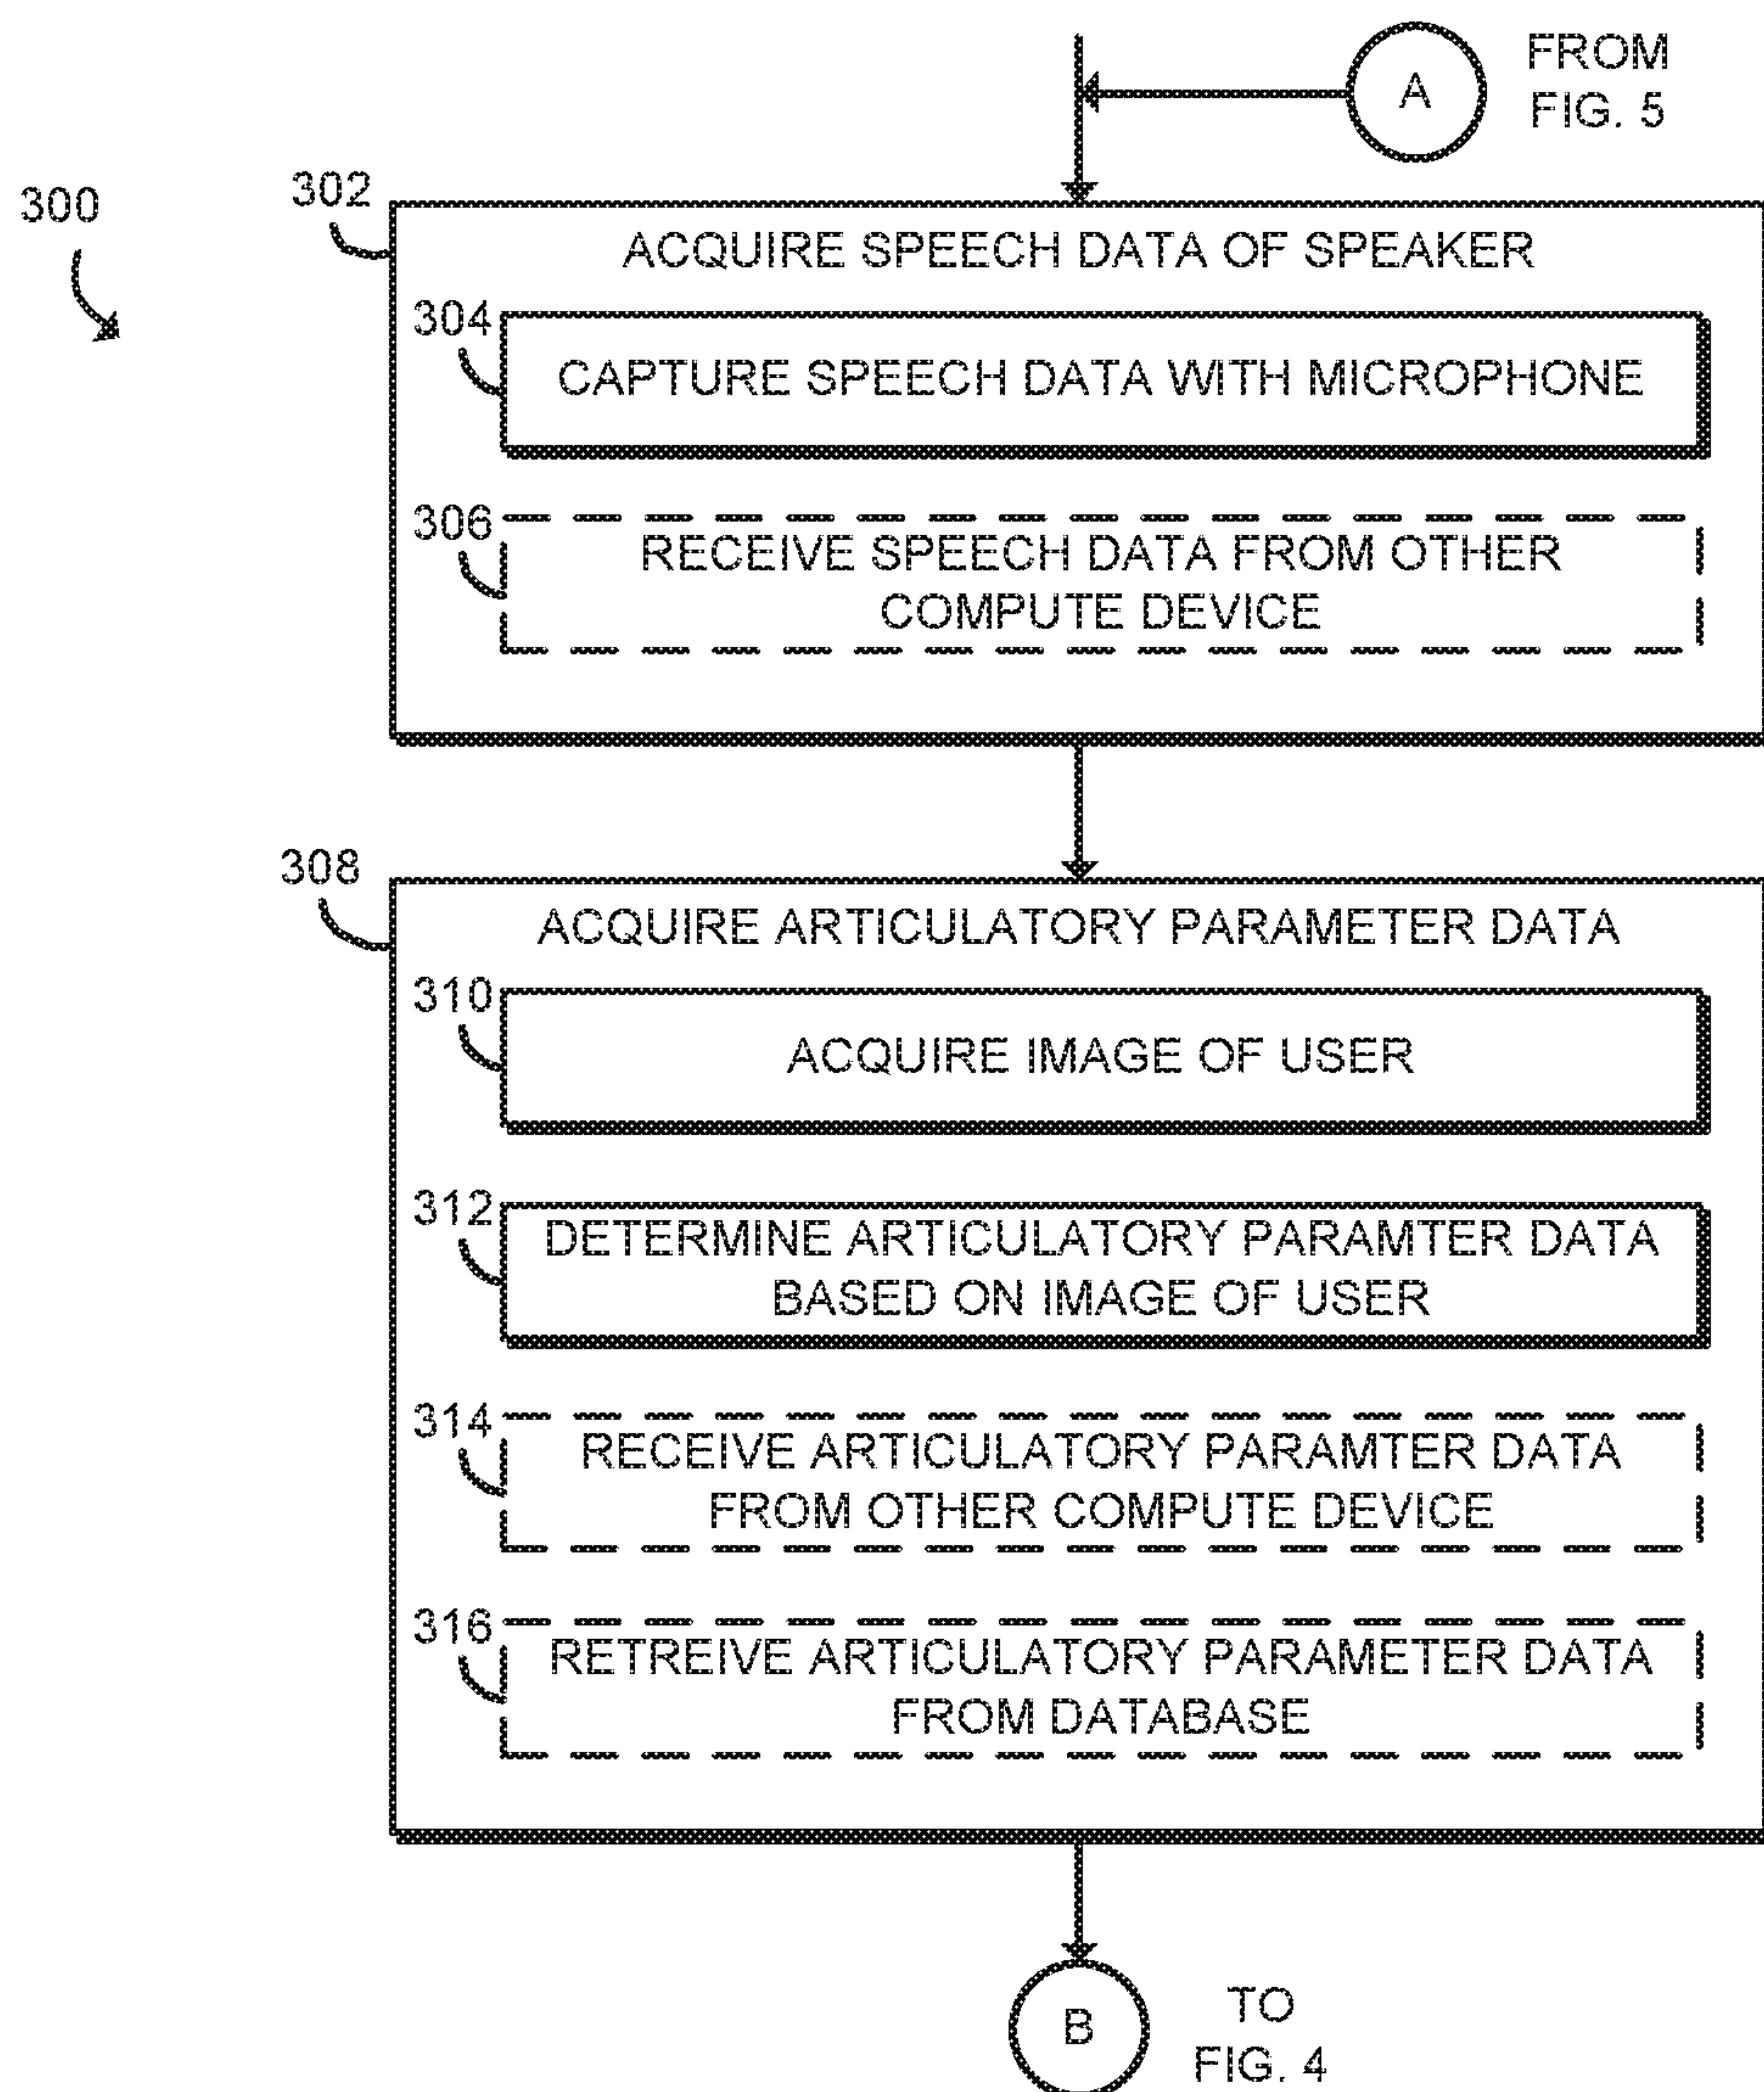 A
FROM
FIG. 5
300
302
ACQUIRE SPEECH DATA OF SPEAKER
304
CAPTURE SPEECH DATA WITH MICROPHONE
306
RECEIVE SPEECH DATA FROM OTHER
COMPUTE DEVICE
308
ACQUIRE ARTICULATORY PARAMETER DATA
310
ACQUIRE IMAGE OF USER
312
DETERMINE ARTICULATORY PARAMTER DATA
BASED ON IMAGE OF USER
314
RECEIVE ARTICULATORY PARAMTER DATA
FROM OTHER COMPUTE DEVICE
316
RETREIVE ARTICULATORY PARAMETER DATA
FROM DATABASE
B
TO
FIG. 4